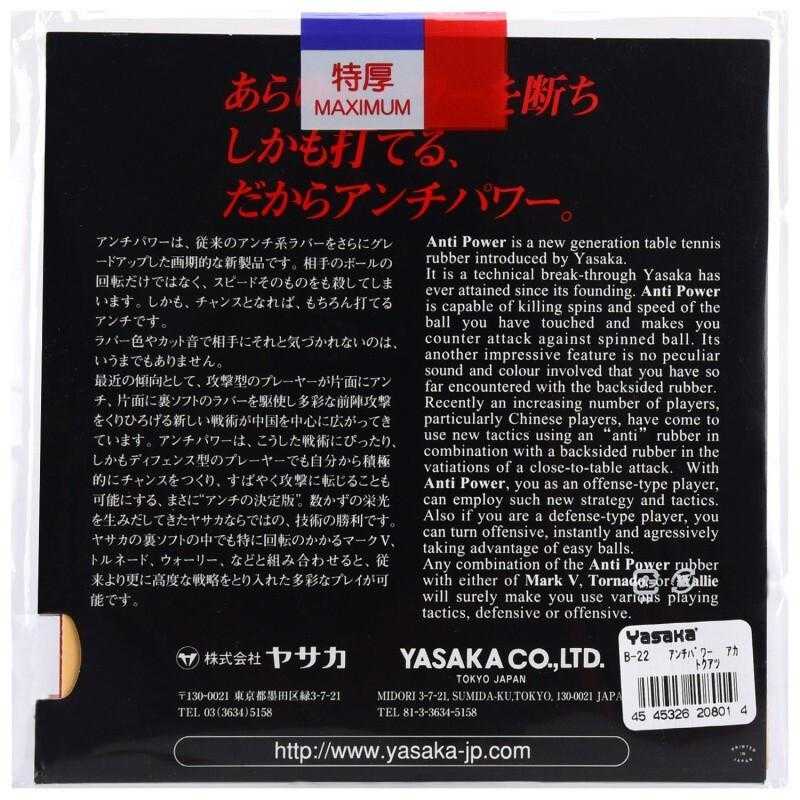 特厚
MAXIMUM
あら
を断ち
しかも打てる、
だからアンチパワー。
アンチパワーは、従来のアンチ系ラバーをさらにグレ
ードアップした画期的な新製品です。相手のボールの
回転だけではなく、スピードそのものをも殺してしま
います。しかも、チャンスとなれば、もちろん打てる
アンチです。
ラバー色やカット音で相手にそれと気づかれないのは、
いうまでもありません。
最近の傾向として、攻撃型のプレーヤーが片面にアン
チ、片面に裏ソフトのラバーを駆使し多彩な前陣攻撃
をくりひろげる新しい戦術が中国を中心に広がってき
ています。アンチパワーは、こうした戦術にぴったり、
しかもディフェンス型のプレーヤーでも自分から積極
的にチャンスをつくり、すばやく攻撃に転じることも
可能にする、まさに“アンチの決定版”。数かずの栄光
を生みだしてきたヤサカならではの、技術の勝利です。
ヤサカの裏ソフトの中でも特に回転のかかるマークV、
トルネード、ウォーリー、などと組み合わせると、従
来より更に高度な戦略をとり入れた多彩なプレイが可
能です。
Anti Power is a new generation table tennis
rubber introduced by Yasaka.
It is a technical break-through Yasaka has
ever attained since its founding. Anti Power
is capable of killing spins and speed of the
ball you have touched and makes you
counter attack against spinned ball. Its
another impressive feature is no peculiar
sound and colour involved that you have so
far encountered with the backsided rubber.
Recently an increasing number of players,
particularly Chinese players, have come to
use new tactics using an “anti” rubber in
combination with a backsided rubber in the
vatiations of a close-to-table attack. With
Anti Power, you as an offense-type player,
can employ such new strategy and tactics.
Also if you are a defense-type player, you
can turn offensive, instantly and agressively
taking advantage of easy balls.
Any combination of the Anti Power rubber
with either of Mark V, Tornado or Wallie
will surely make you use various playing
tactics, defensive or offensive.
株式会社 ヤサカ
〒130-0021 東京都墨田区緑3-7-21
TEL 03(3634)5158
YASAKA CO.,LTD.
TOKYO JAPAN
MIDORI 3-7-21, SUMIDA-KU,TOKYO, 130-0021 JAPAN
TEL 81-3-3634-5158
http://www.yasaka-jp.com
Yasaka
B-22 アンチパワー アカ
トクアツ
45 45326 20801 4
PRINTED
IN
JAPAN